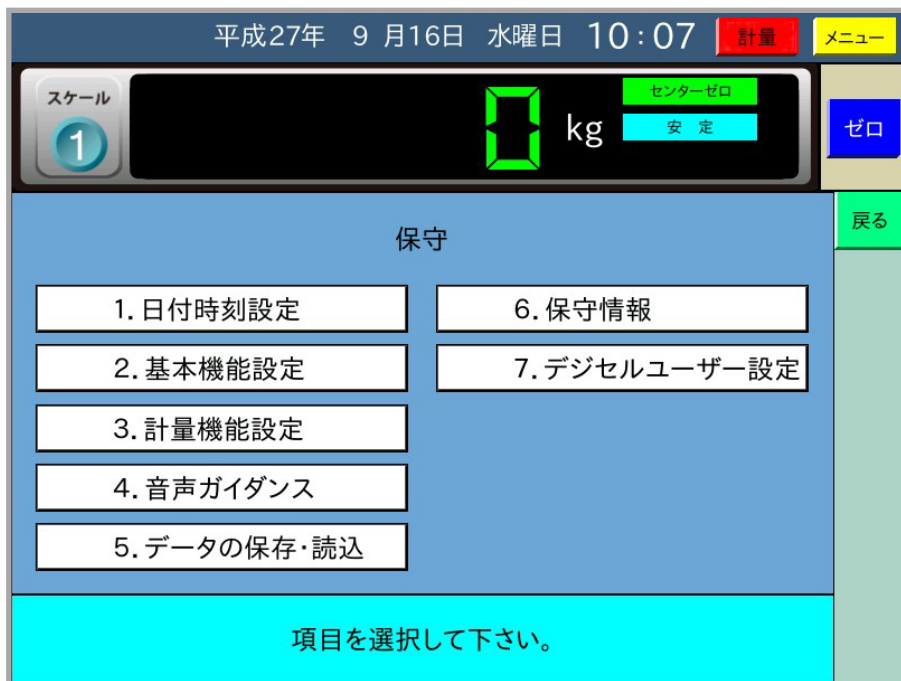 平成27年 9月16日 水曜日 10:07 計量 メニュー
スケール
1
0 kg
センターゼロ
安 定
ゼロ
戻る
保守
1.日付時刻設定
2.基本機能設定
3.計量機能設定
4.音声ガイダンス
5.データの保存・読込
6.保守情報
7.デジセルユーザー設定
項目を選択して下さい。